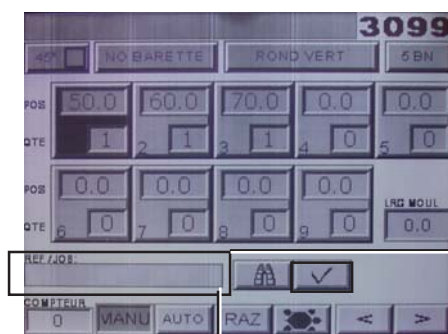 3099
45° NO BARETTE ROND VERT 5 BN
POS 50.0 60.0 70.0 0.0 0.0
QTE 1 2 1 3 1 4 0 5 0
POS 0.0 0.0 0.0 0.0 LRG MOUL
QTE 6 0 7 0 8 0 9 0 0.0
REF/JOB:
COMPTEUR
0 MANU AUTO RAZ < >